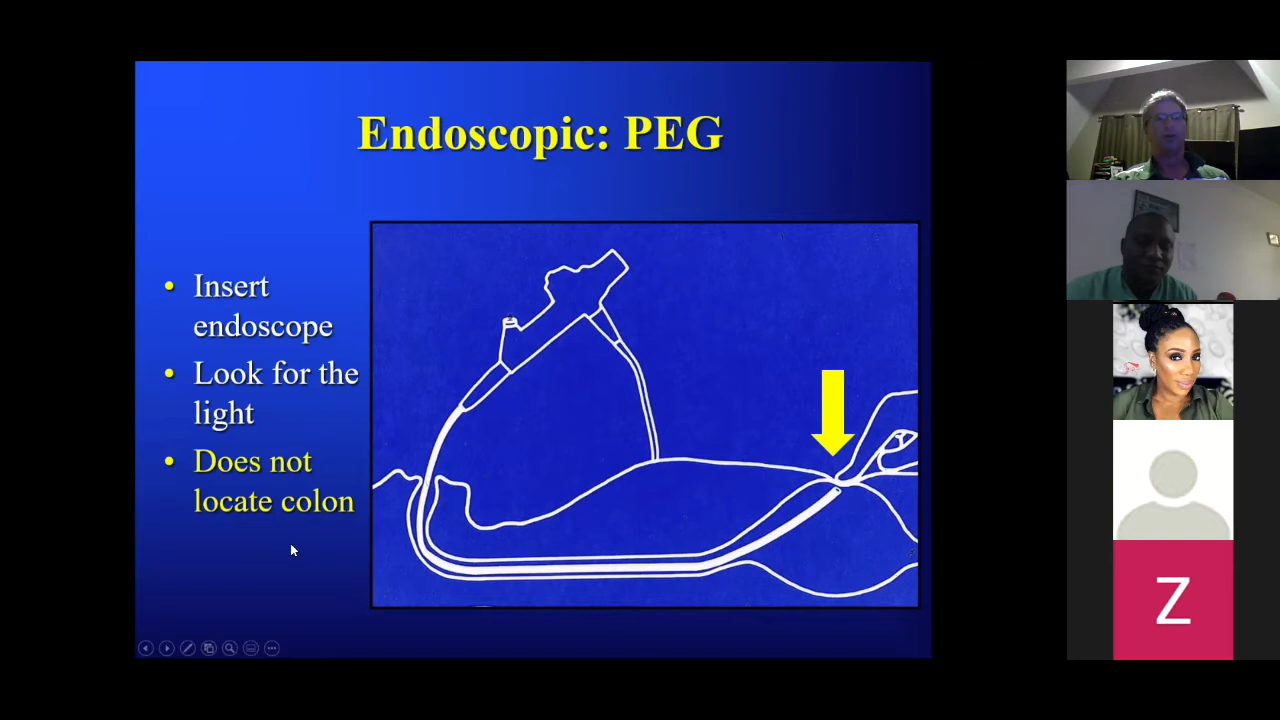 Endoscopic: PEG
Insert
endoscope
Look for the
light
Does not
locate colon
Z